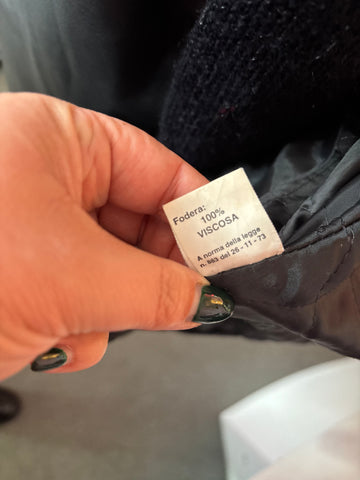 Fodera:
100%
VISCOSA
A norma della legge
n. 883 del 26 - 11 - 73